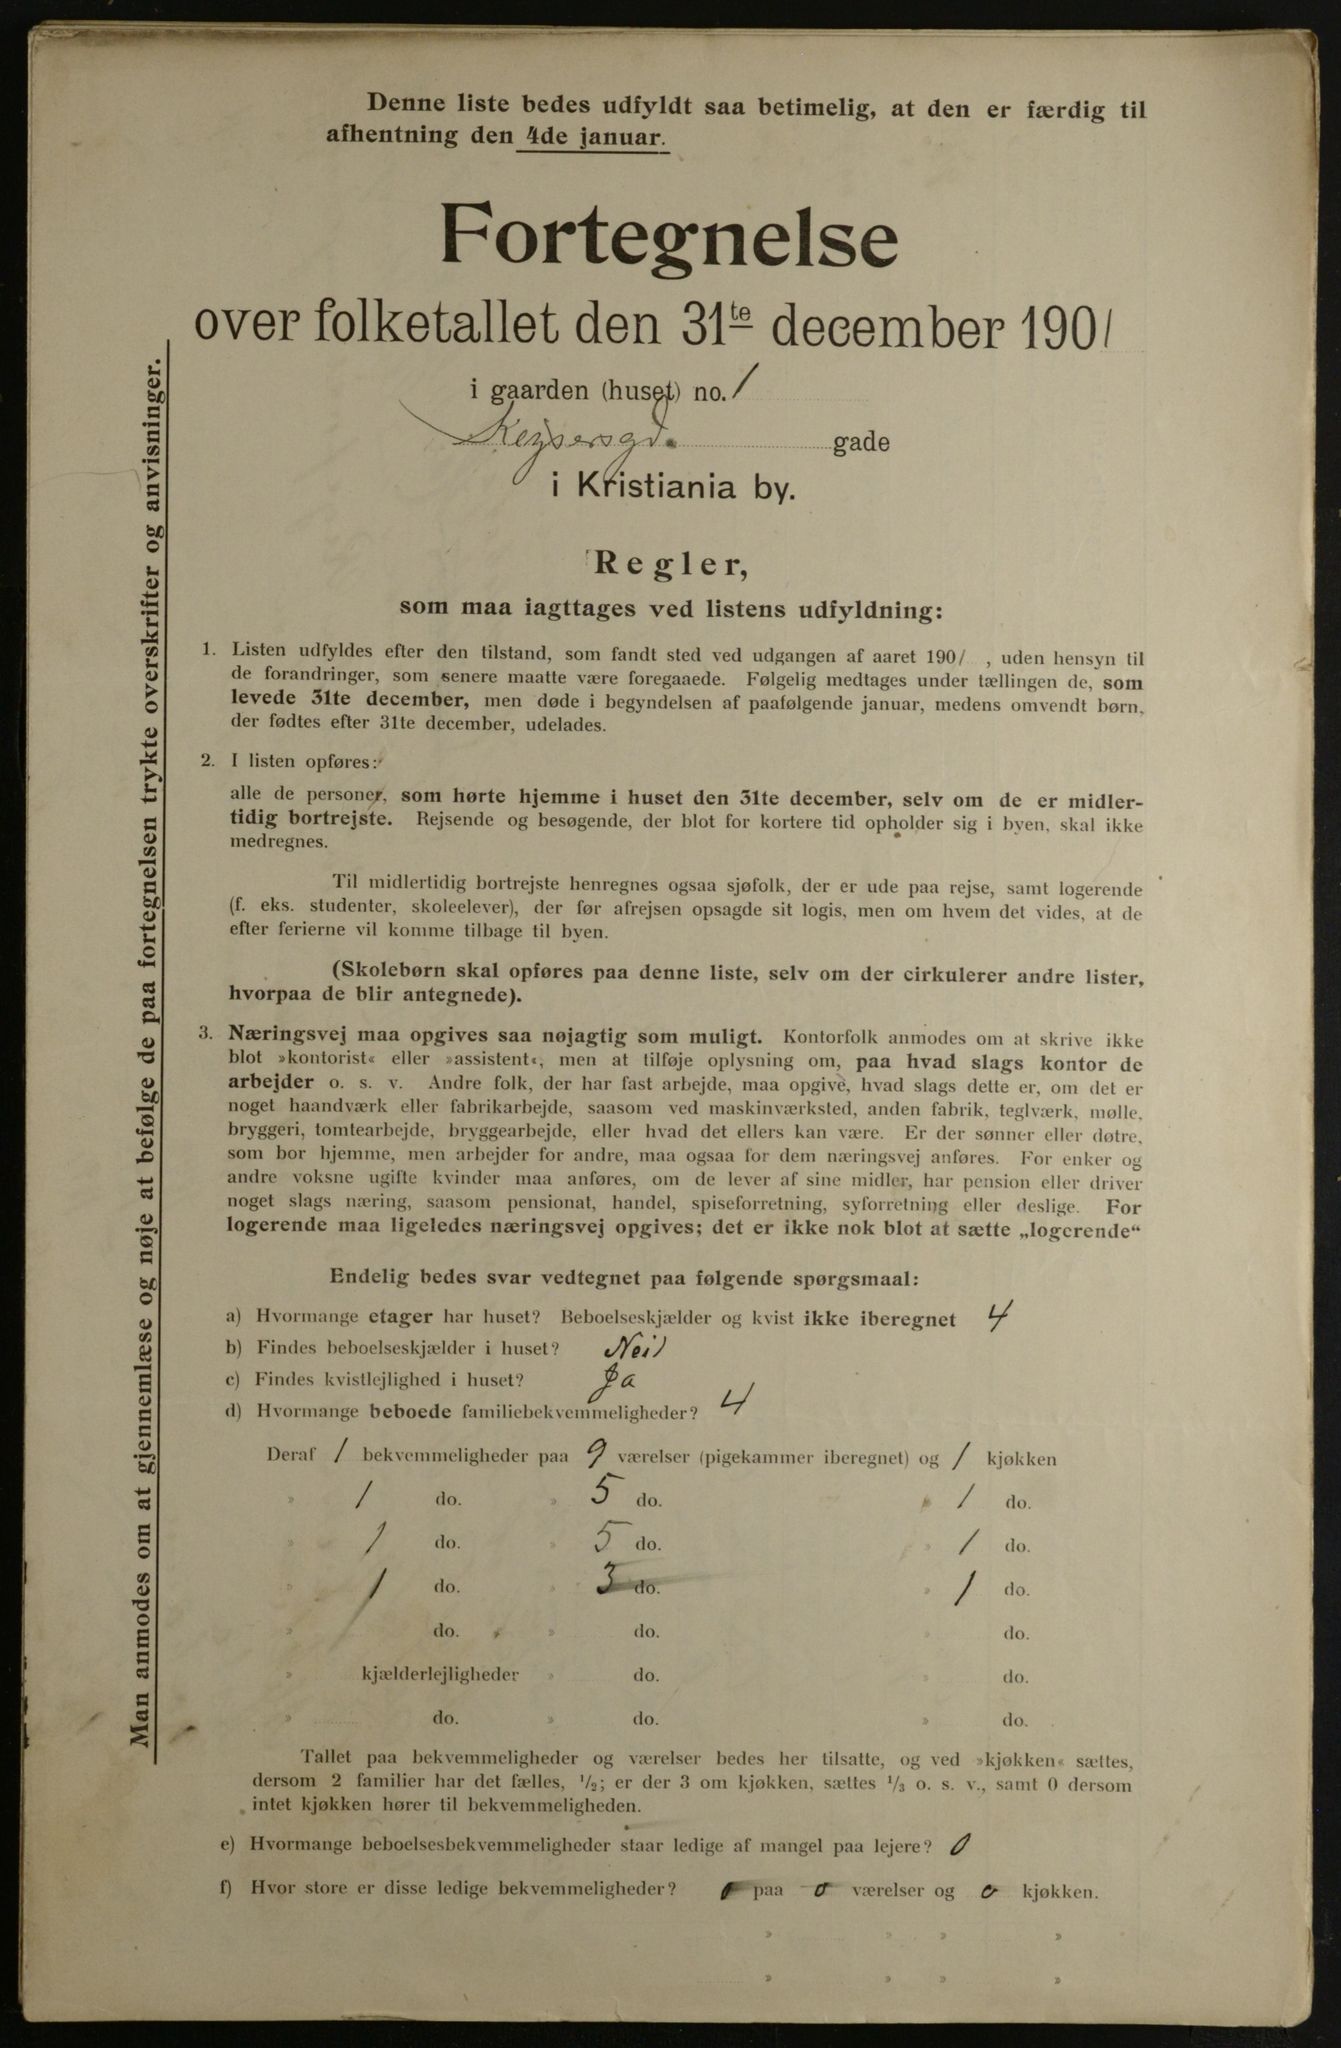 Denne liste bedes udfyldt saa betimelig, at den er færdig til
afhentning den 4de januar.
Fortegnelse
over folketallet den 31te december 1901
i gaarden (huset) no. 1
Keysersgd. gade
i Kristiania by.
Regler,
som maa iagttages ved listens udfyldning:
1. Listen udfyldes efter den tilstand, som fandt sted ved udgangen af aaret 1901 , uden hensyn til
de forandringer, som senere maatte være foregaaede. Følgelig medtages under tællingen de, som
levede 31te december, men døde i begyndelsen af paafølgende januar, medens omvendt børn,
der fødtes efter 31te december, udelades.
2. I listen opføres:
alle de personer, som hørte hjemme i huset den 31te december, selv om de er midler-
tidig bortrejste. Rejsende og besøgende, der blot for kortere tid opholder sig i byen, skal ikke
medregnes.
Til midlertidig bortrejste henregnes ogsaa sjøfolk, der er ude paa rejse, samt logerende
(f. eks. studenter, skoleelever), der før afrejsen opsagde sit logis, men om hvem det vides, at de
efter ferierne vil komme tilbage til byen.
(Skolebørn skal opføres paa denne liste, selv om der cirkulerer andre lister,
hvorpaa de blir antegnede).
3. Næringsvej maa opgives saa nøjagtig som muligt. Kontorfolk anmodes om at skrive ikke
blot »kontorist« eller »assistent«, men at tilføje oplysning om, paa hvad slags kontor de
arbejder o. s. v. Andre folk, der har fast arbejde, maa opgive, hvad slags dette er, om det er
noget haandværk eller fabrikarbejde, saasom ved maskinværksted, anden fabrik, teglværk, mølle,
bryggeri, tomtearbejde, bryggearbejde, eller hvad det ellers kan være. Er der sønner eller døtre,
som bor hjemme, men arbejder for andre, maa ogsaa for dem næringsvej anføres. For enker og
andre voksne ugifte kvinder maa anføres, om de lever af sine midler, har pension eller driver
noget slags næring, saasom pensionat, handel, spiseforretning, syforretning eller deslige. For
logerende maa ligeledes næringsvej opgives; det er ikke nok blot at sætte „logerende“
Endelig bedes svar vedtegnet paa følgende spørgsmaal:
a) Hvormange etager har huset? Beboelseskjælder og kvist ikke iberegnet 4
b) Findes beboelseskjælder i huset? Nei
c) Findes kvistlejlighed i huset? Ja
d) Hvormange beboede familiebekvemmeligheder? 4
Deraf 1 bekvemmeligheder paa 9 værelser (pigekammer iberegnet) og 1 kjøkken
» 1 do. » 5 do. » 1 do.
» 1 do. » 5 do. » 1 do.
» 1 do. » 3 do. » 1 do.
» do. » do. » do.
» kjælderlejligheder » do. » do.
» do. » do. » do.
Tallet paa bekvemmeligheder og værelser bedes her tilsatte, og ved »kjøkken« sættes,
dersom 2 familier har det fælles, 1/2; er der 3 om kjøkken, sættes 1/3 o. s. v., samt 0 dersom
intet kjøkken hører til bekvemmeligheden.
e) Hvormange beboelsesbekvemmeligheder staar ledige af mangel paa lejere? 0
f) Hvor store er disse ledige bekvemmeligheder? 0 paa 0 værelser og 0 kjøkken.
» » » »
» » » »
Man anmodes om at gjennemlæse og nøje at befølge de paa fortegnelsen trykte overskrifter og anvisninger.